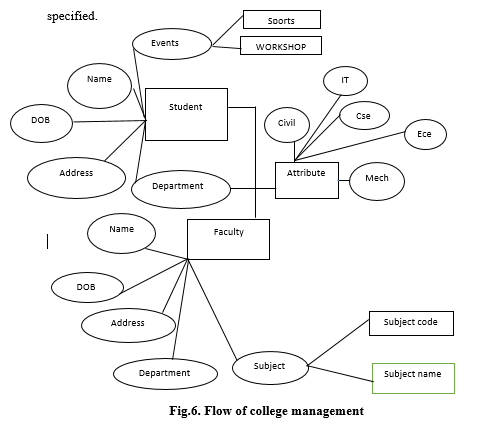 specified.
Sports
Events
WORKSHOP
Name
IT
Student
Cse
Civil
DOB
Ece
Address
Attribute
Mech
Department
Name
Faculty
DOB
Address
Subject code
Subject
Department
Subject name
Fig.6. Flow of college management